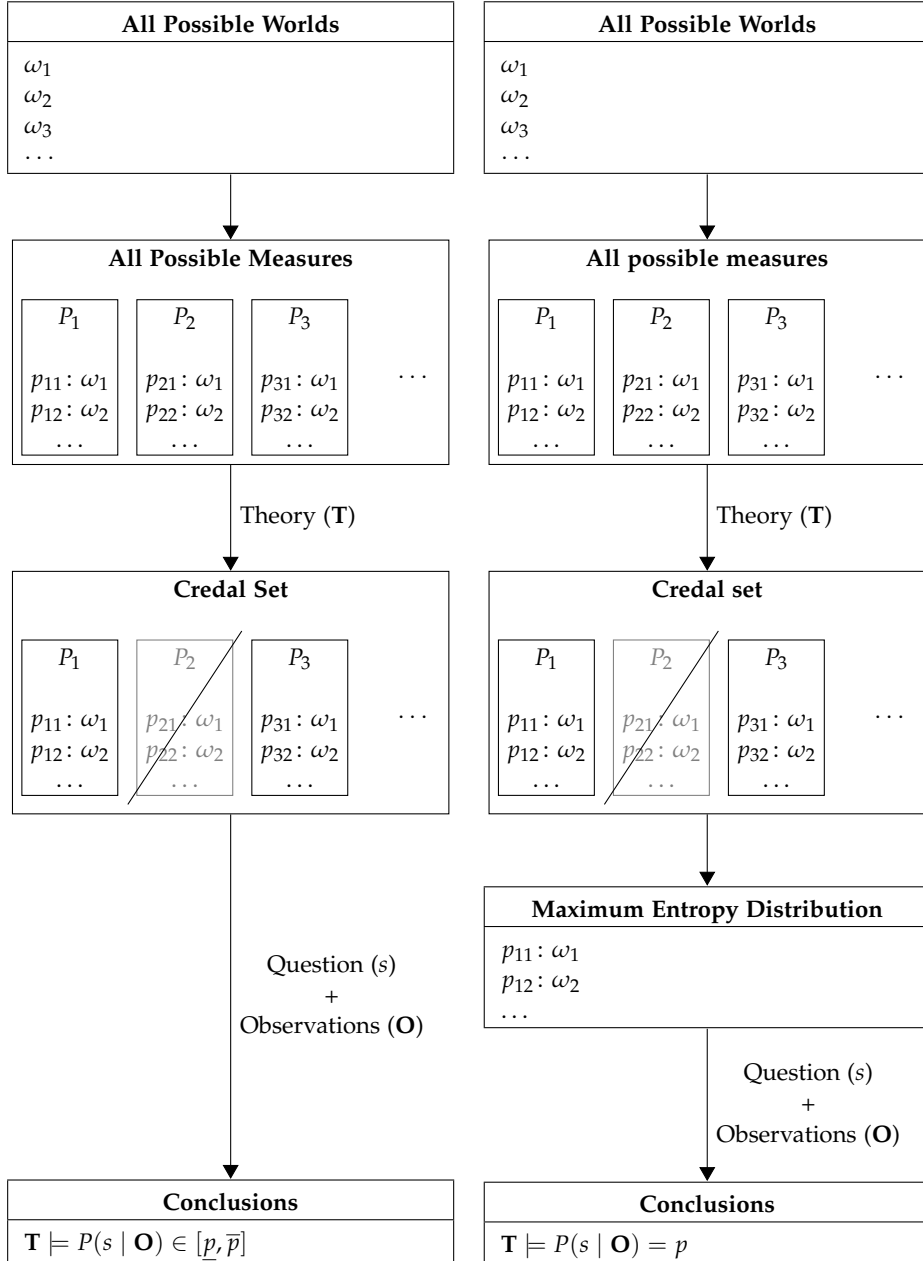 All Possible Worlds
ω1
ω2
ω3
. . .
All Possible Measures
P1 P2 P3
p11: ω1 p21: ω1 p31: ω1 . . .
p12: ω2 p22: ω2 p32: ω2
. . . . . . . . .
Theory (T)
Credal Set
P1 P2 P3
p11: ω1 p21: ω1 p31: ω1 . . .
p12: ω2 p22: ω2 p32: ω2
. . . . . . . . .
Question (s)
+
Observations (O)
Conclusions
T ⊨ P(s | O) ∈ [p̲, p̅]
All Possible Worlds
ω1
ω2
ω3
. . .
All possible measures
P1 P2 P3
p11: ω1 p21: ω1 p31: ω1 . . .
p12: ω2 p22: ω2 p32: ω2
. . . . . . . . .
Theory (T)
Credal set
P1 P2 P3
p11: ω1 p21: ω1 p31: ω1 . . .
p12: ω2 p22: ω2 p32: ω2
. . . . . . . . .
Maximum Entropy Distribution
p11: ω1
p12: ω2
. . .
Question (s)
+
Observations (O)
Conclusions
T ⊨ P(s | O) = p